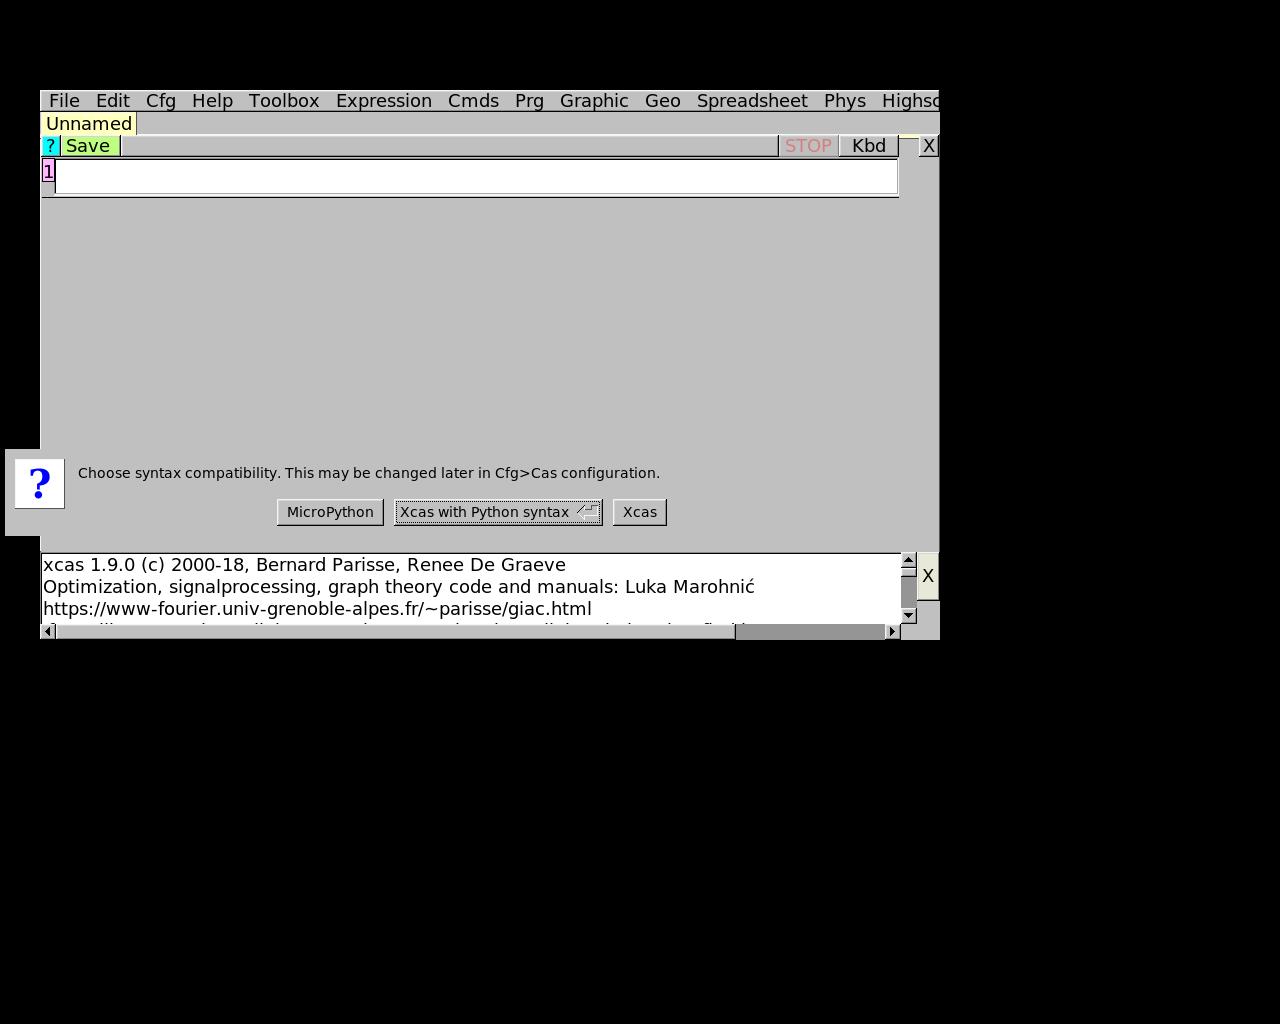 File Edit Cfg Help Toolbox Expression Cmds Prg Graphic Geo Spreadsheet Phys
Unnamed
? Save STOP Kbd X
1
? Choose syntax compatibility. This may be changed later in Cfg>Cas configuration.
MicroPython Xcas with Python syntax Xcas
xcas 1.9.0 (c) 2000-18, Bernard Parisse, Renee De Graeve
Optimization, signalprocessing, graph theory code and manuals: Luka Marohnić
X
https://www-fourier.univ-grenoble-alpes.fr/~parisse/giac.html